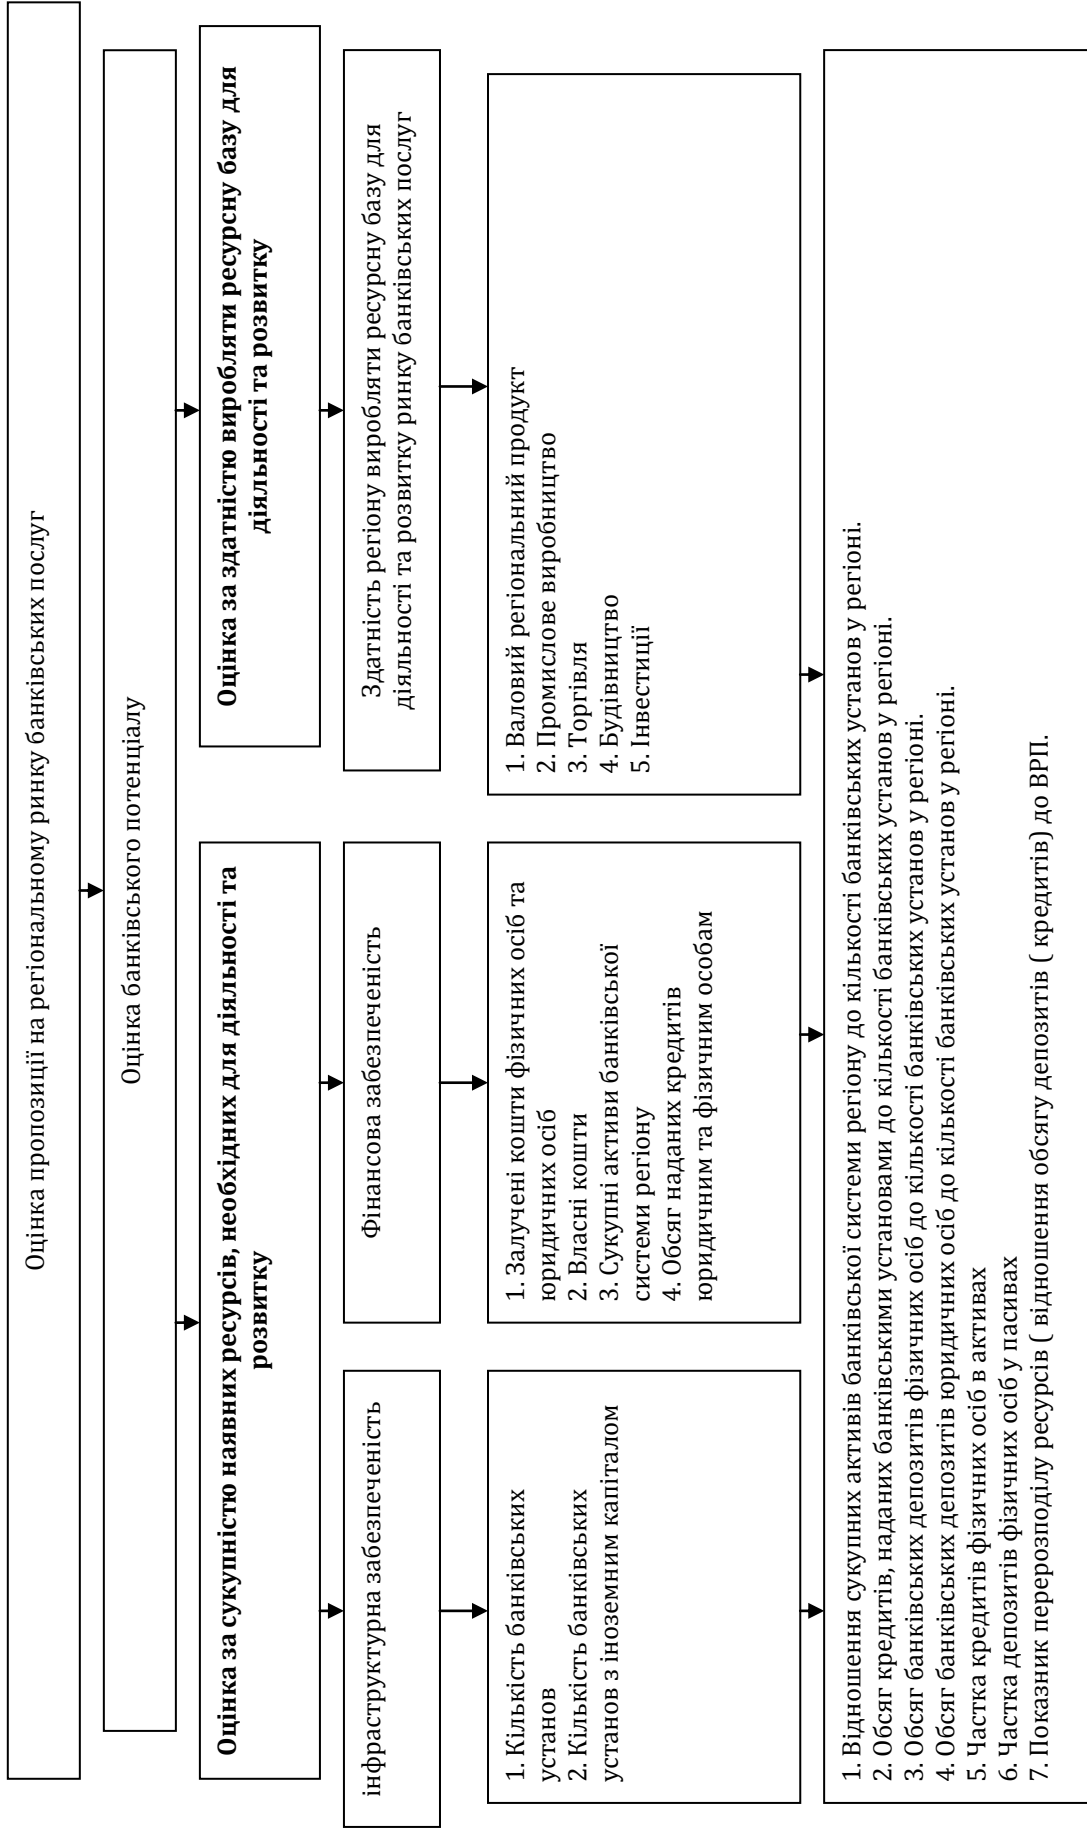 Оцінка пропозиції на регіональному ринку банківських послуг
Оцінка банківського потенціалу
Оцінка за сукупністю наявних ресурсів, необхідних для діяльності та
розвитку
Оцінка за здатністю виробляти ресурсну базу для
діяльності та розвитку
інфраструктурна забезпеченість
Фінансова забезпеченість
Здатність регіону виробляти ресурсну базу для
діяльності та розвитку ринку банківських послуг
1. Кількість банківських
установ
2. Кількість банківських
установ з іноземним капіталом
1. Залучені кошти фізичних осіб та
юридичних осіб
2. Власні кошти
3. Сукупні активи банківської
системи регіону
4. Обсяг наданих кредитів
юридичним та фізичним особам
1. Валовий регіональний продукт
2. Промислове виробництво
3. Торгівля
4. Будівництво
5. Інвестиції
1. Відношення сукупних активів банківської системи регіону до кількості банківських установ у регіоні.
2. Обсяг кредитів, наданих банківськими установами до кількості банківських установ у регіоні.
3. Обсяг банківських депозитів фізичних осіб до кількості банківських установ у регіоні.
4. Обсяг банківських депозитів юридичних осіб до кількості банківських установ у регіоні.
5. Частка кредитів фізичних осіб в активах
6. Частка депозитів фізичних осіб у пасивах
7. Показник перерозподілу ресурсів ( відношення обсягу депозитів ( кредитів) до ВРП.